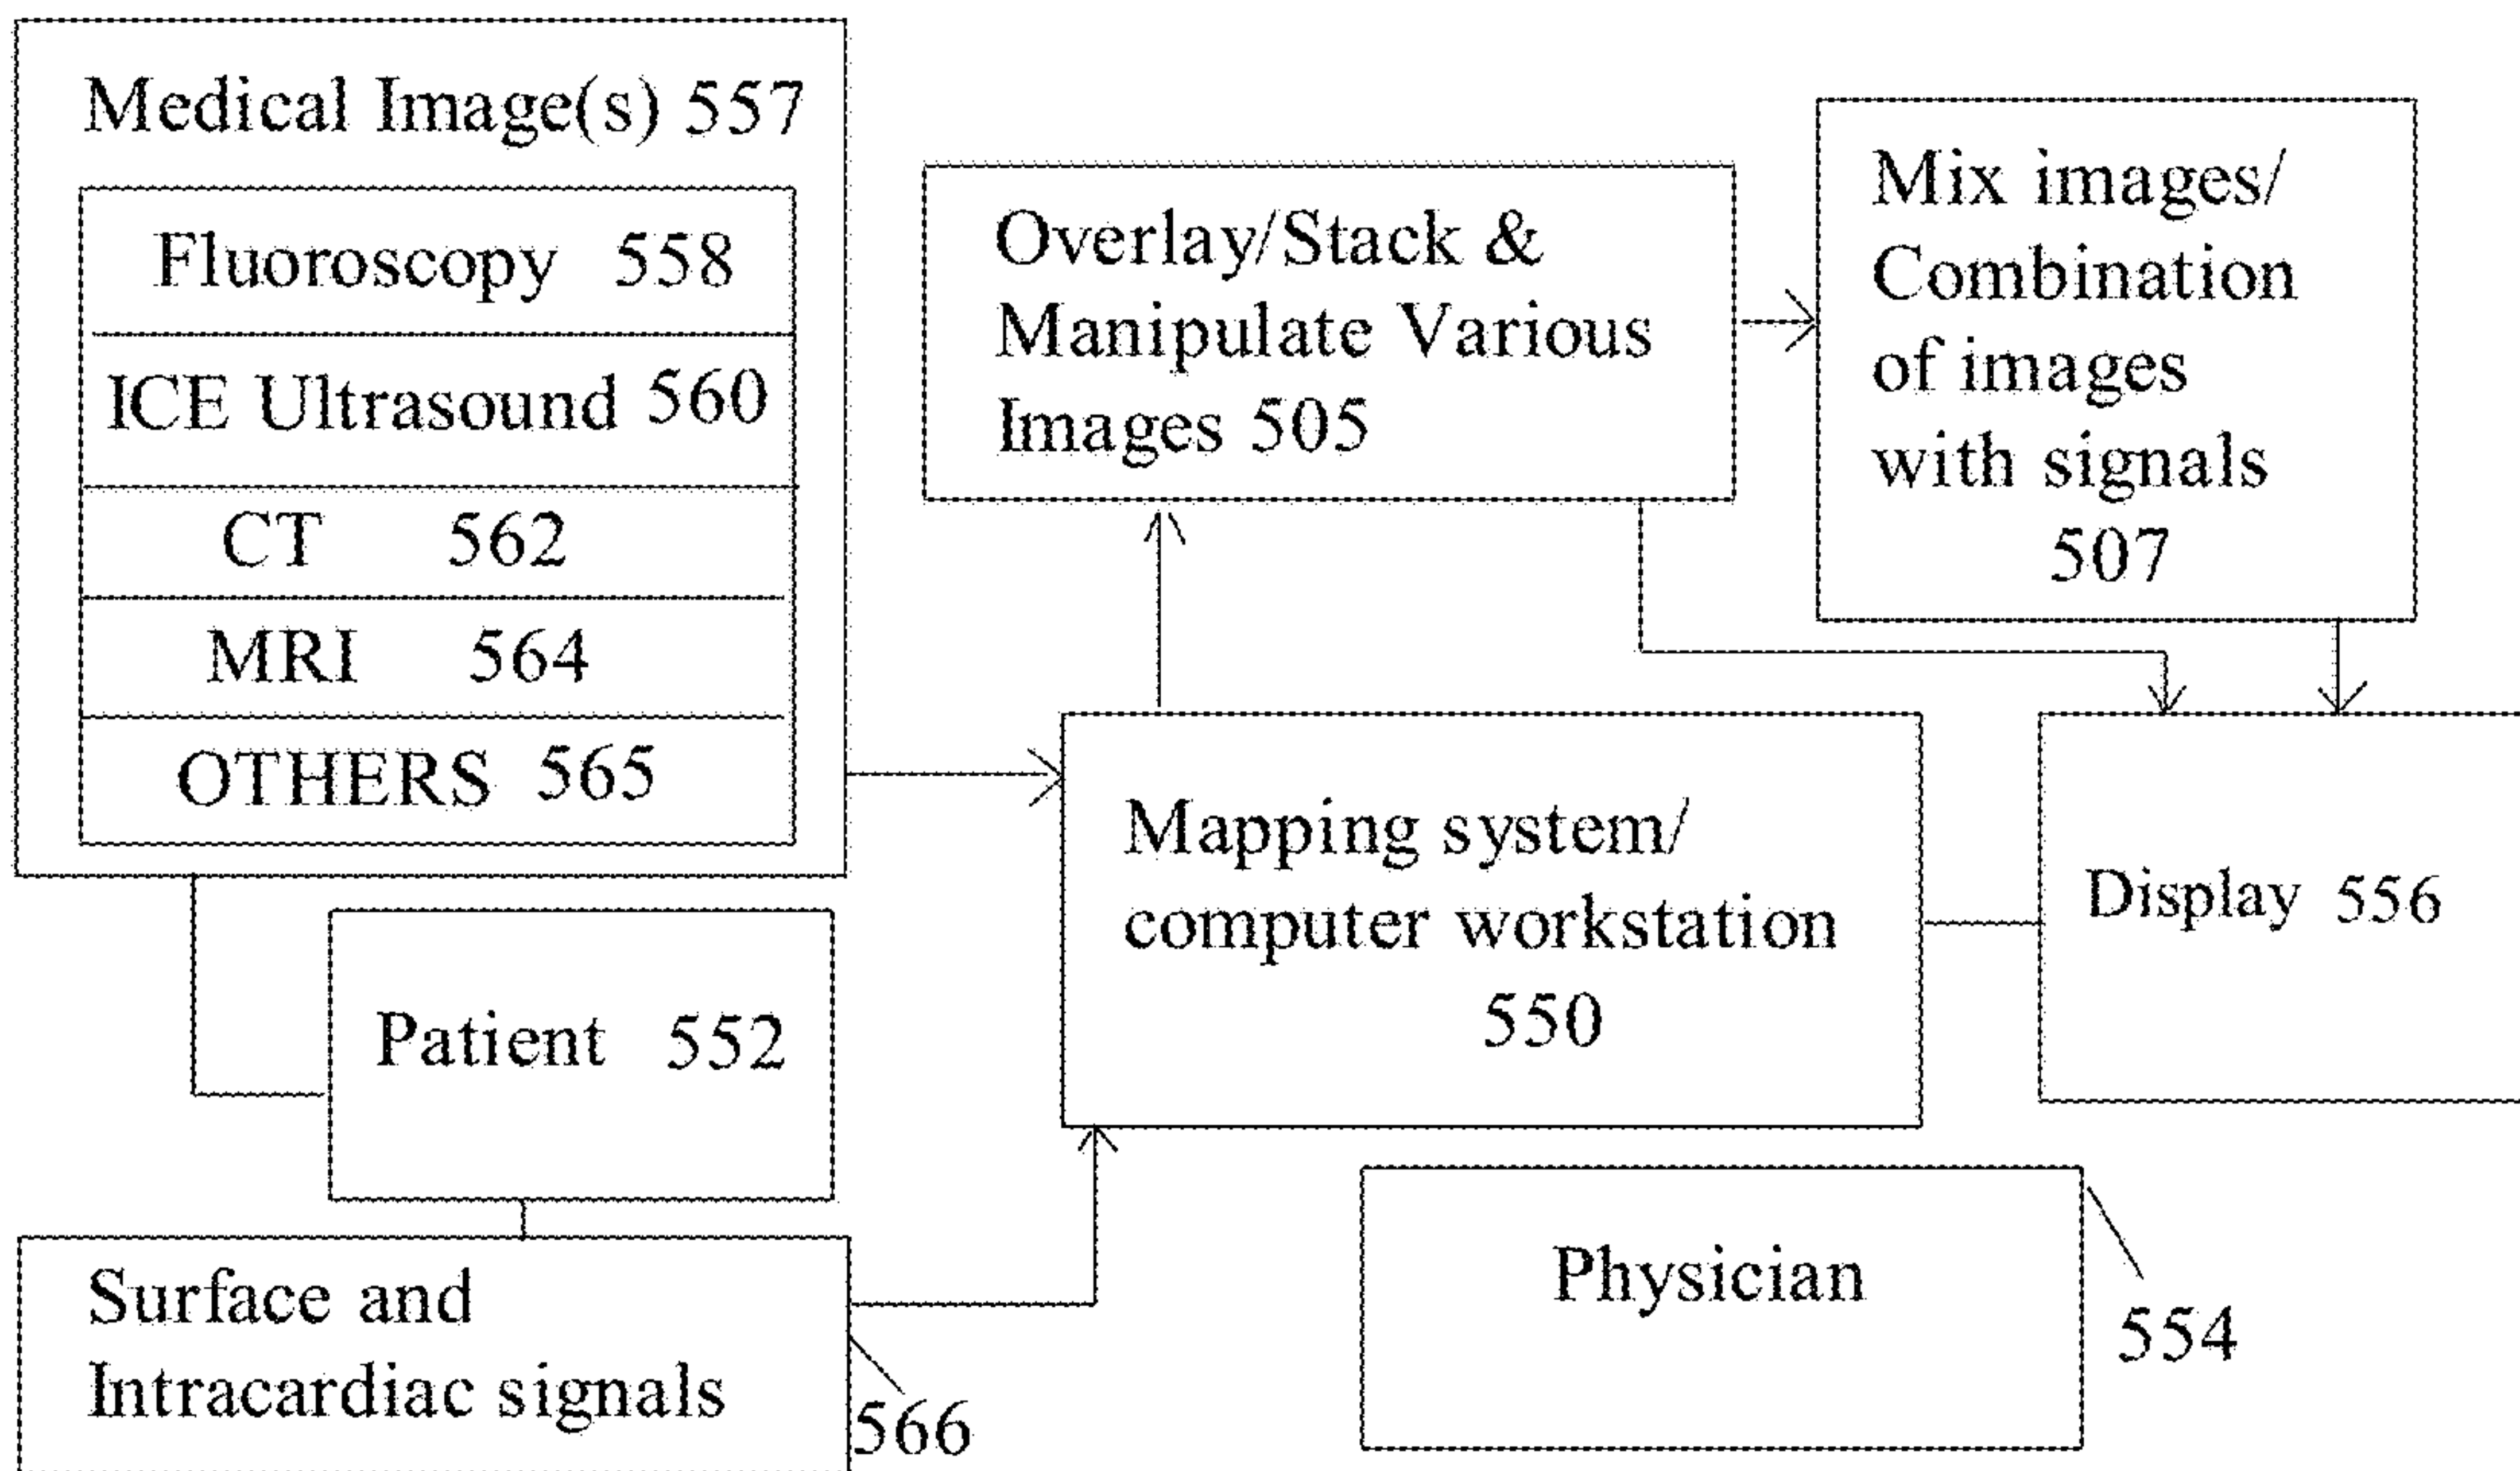 Medical Image(s) 557
Fluoroscopy 558
ICE Ultrasound 560
CT 562
MRI 564
OTHERS 565
Overlay/Stack &
Manipulate Various
Images 505
Mix images/
Combination
of images
with signals
507
Mapping system/
computer workstation
550
Display 556
Patient 552
Surface and
Intracardiac signals
566
Physician
554